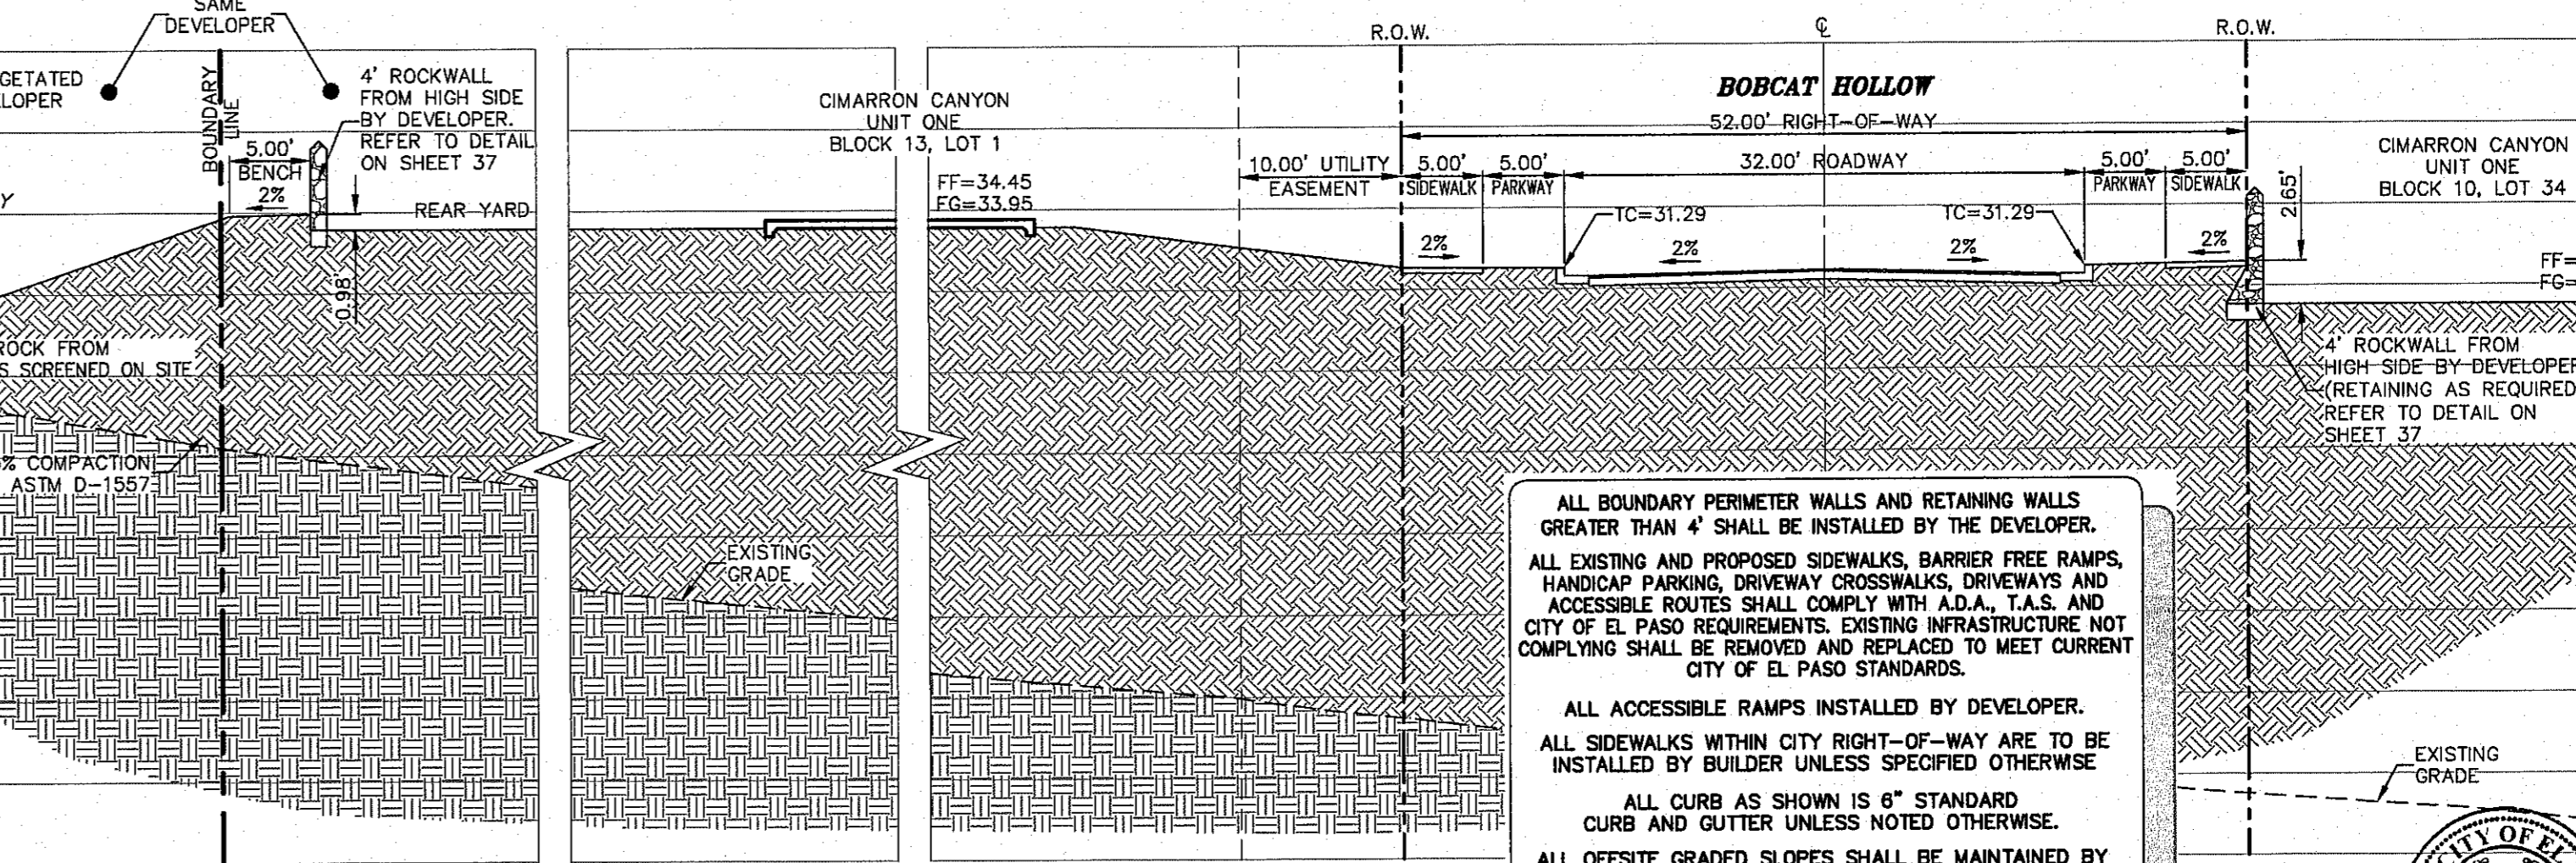 SAME
DEVELOPER
BOUNDARY
LINE
4' ROCKWALL
FROM HIGH SIDE
BY DEVELOPER.
REFER TO DETAIL
ON SHEET 37
5.00'
BENCH
2%
REAR YARD
0.98'
ROCK FROM
SCREENED ON SITE
% COMPACTION
ASTM D-1557
CIMARRON CANYON
UNIT ONE
BLOCK 13, LOT 1
FF=34.45
FG=33.95
EXISTING
GRADE
R.O.W.
℄
R.O.W.
BOBCAT HOLLOW
52.00' RIGHT-OF-WAY
10.00' UTILITY
EASEMENT
5.00'
SIDEWALK
5.00'
PARKWAY
32.00' ROADWAY
5.00'
PARKWAY
5.00'
SIDEWALK
TC=31.29
TC=31.29
2%
2%
2%
2%
2.65'
CIMARRON CANYON
UNIT ONE
BLOCK 10, LOT 34
FF=
FG=
4' ROCKWALL FROM
HIGH SIDE BY DEVELOPER
(RETAINING AS REQUIRED
REFER TO DETAIL ON
SHEET 37
ALL BOUNDARY PERIMETER WALLS AND RETAINING WALLS
GREATER THAN 4' SHALL BE INSTALLED BY THE DEVELOPER.
ALL EXISTING AND PROPOSED SIDEWALKS, BARRIER FREE RAMPS,
HANDICAP PARKING, DRIVEWAY CROSSWALKS, DRIVEWAYS AND
ACCESSIBLE ROUTES SHALL COMPLY WITH A.D.A., T.A.S. AND
CITY OF EL PASO REQUIREMENTS. EXISTING INFRASTRUCTURE NOT
COMPLYING SHALL BE REMOVED AND REPLACED TO MEET CURRENT
CITY OF EL PASO STANDARDS.
ALL ACCESSIBLE RAMPS INSTALLED BY DEVELOPER.
ALL SIDEWALKS WITHIN CITY RIGHT-OF-WAY ARE TO BE
INSTALLED BY BUILDER UNLESS SPECIFIED OTHERWISE
ALL CURB AS SHOWN IS 6" STANDARD
CURB AND GUTTER UNLESS NOTED OTHERWISE.
ALL OFFSITE GRADED SLOPES SHALL BE MAINTAINED BY
EXISTING
GRADE
OF